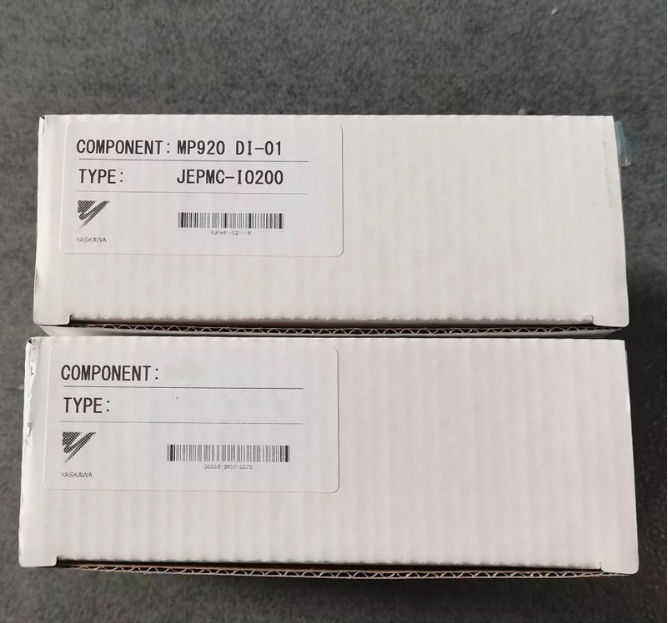 COMPONENT: MP920 DI-01
TYPE: JEPMC-IO200
YASKAWA
COMPONENT:
TYPE:
YASKAWA